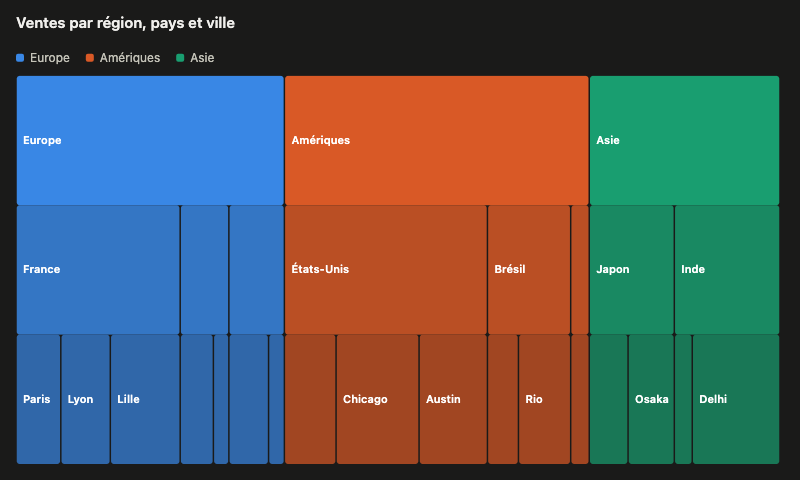 Ventes par région, pays et ville
Europe Amériques Asie
Europe Amériques Asie
France États-Unis Brésil Japon Inde
Paris Lyon Lille Chicago Austin Rio Osaka Delhi